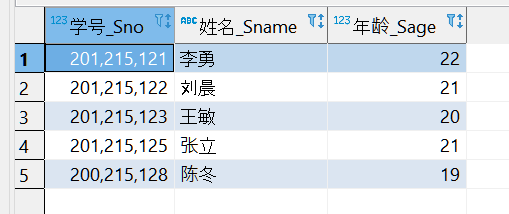 123 学号_Sno ABC 姓名_Sname 123 年龄_Sage
1 201,215,121 李勇 22
2 201,215,122 刘晨 21
3 201,215,123 王敏 20
4 201,215,125 张立 21
5 200,215,128 陈冬 19